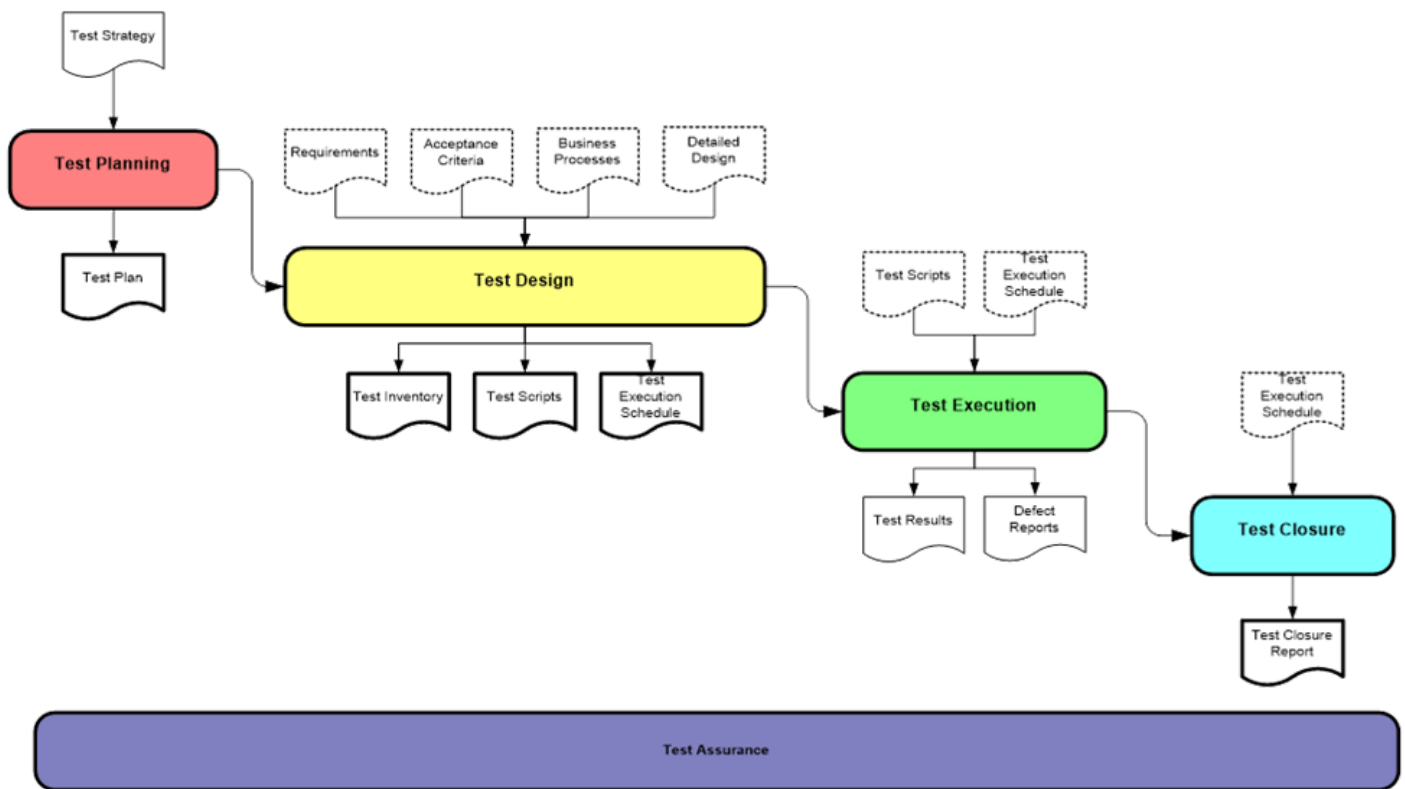 Test Strategy
Test Planning
Test Plan
Requirements
Acceptance
Criteria
Business
Processes
Detailed
Design
Test Design
Test Inventory
Test Scripts
Test
Execution
Schedule
Test Scripts
Test
Execution
Schedule
Test Execution
Test Results
Defect
Reports
Test
Execution
Schedule
Test Closure
Test Closure
Report
Test Assurance